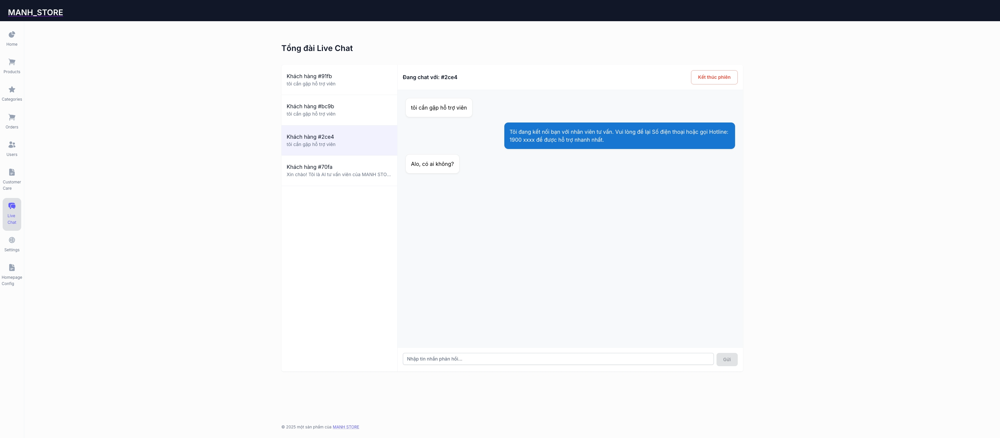 MANH_STORE
Home
Products
Categories
Orders
Users
Customer
Care
Live
Chat
Settings
Homepage
Config
Tổng đài Live Chat
Khách hàng #91fb
tôi cần gặp hỗ trợ viên
Khách hàng #bc9b
tôi cần gặp hỗ trợ viên
Khách hàng #2ce4
tôi cần gặp hỗ trợ viên
Khách hàng #70fa
Xin chào! Tôi là AI tư vấn viên của MANH STO...
Đang chat với: #2ce4
Kết thúc phiên
tôi cần gặp hỗ trợ viên
Tôi đang kết nối bạn với nhân viên tư vấn. Vui lòng để lại Số điện thoại hoặc gọi Hotline:
1900 xxxx để được hỗ trợ nhanh nhất.
Alo, có ai không?
Nhập tin nhắn phản hồi...
Gửi
© 2025 một sản phẩm của MANH STORE